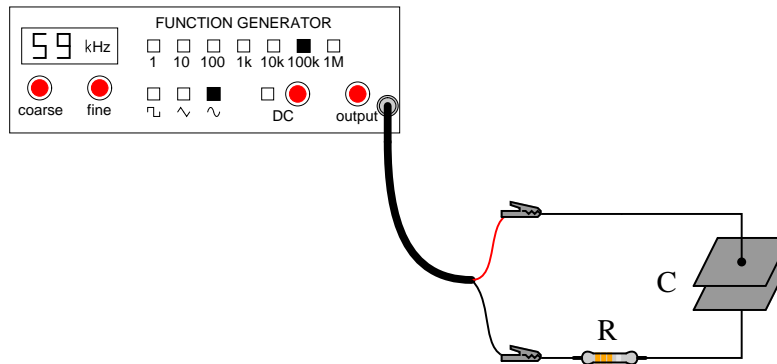 FUNCTION GENERATOR
59 kHz
1 10 100 1k 10k 100k 1M
coarse fine
DC output
C
R